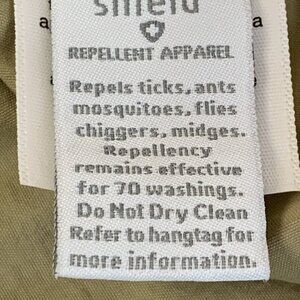 shield
REPELLENT APPAREL
Repels ticks, ants
mosquitoes, flies
chiggers, midges.
Repellency
remains effective
for 70 washings.
Do Not Dry Clean
Refer to hangtag for
more information.